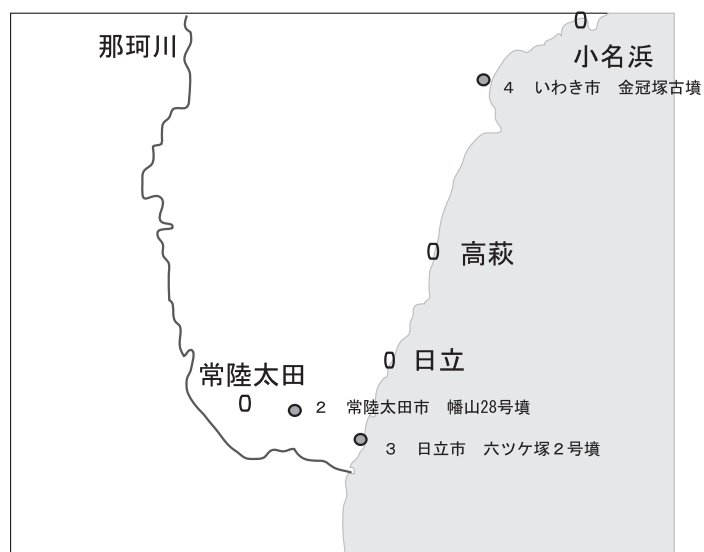 那珂川
小名浜
4 いわき市 金冠塚古墳
高萩
日立
常陸太田
2 常陸太田市 幡山28号墳
3 日立市 六ツケ塚２号墳